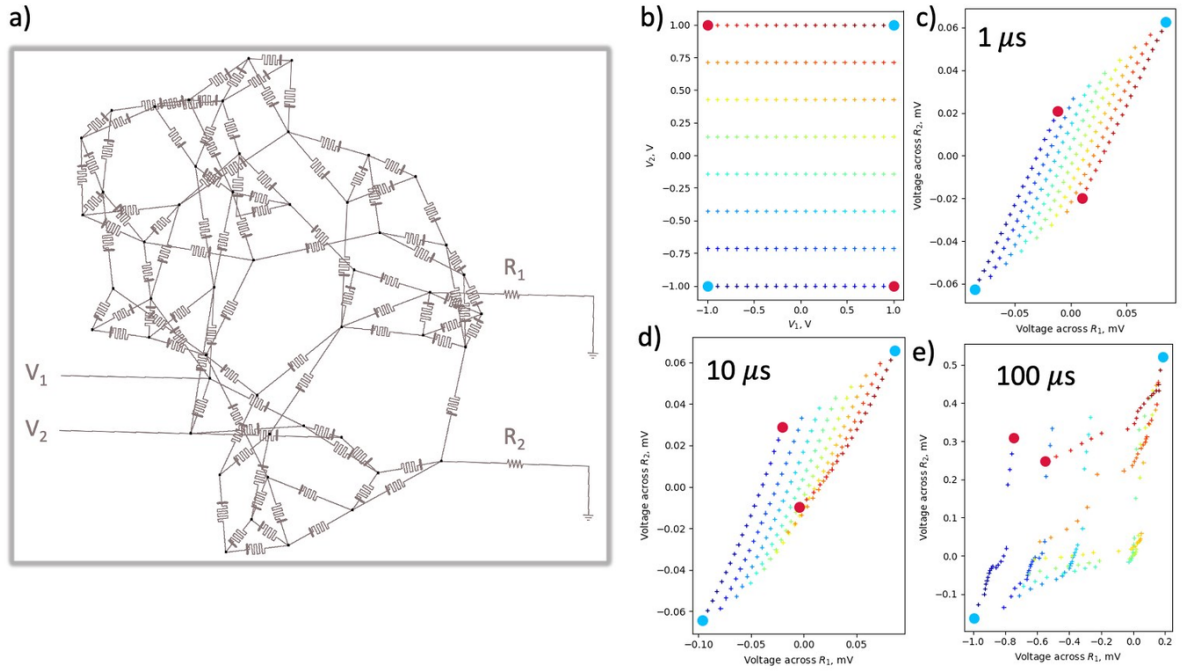 a)
R₁
V₁
V₂
R₂
b)
1.00
0.75
0.50
0.25
0.00
−0.25
−0.50
−0.75
−1.00
V₂, V
−1.0 −0.5 0.0 0.5 1.0
V₁, V
c)
1 μs
0.06
0.04
0.02
0.00
−0.02
−0.04
−0.06
Voltage across R₂, mV
−0.05 0.00 0.05
Voltage across R₁, mV
d)
10 μs
0.06
0.04
0.02
0.00
−0.02
−0.04
−0.06
Voltage across R₂, mV
−0.10 −0.05 0.00 0.05
Voltage across R₁, mV
e)
100 μs
0.5
0.4
0.3
0.2
0.1
0.0
−0.1
Voltage across R₂, mV
−1.0 −0.8 −0.6 −0.4 −0.2 0.0 0.2
Voltage across R₁, mV